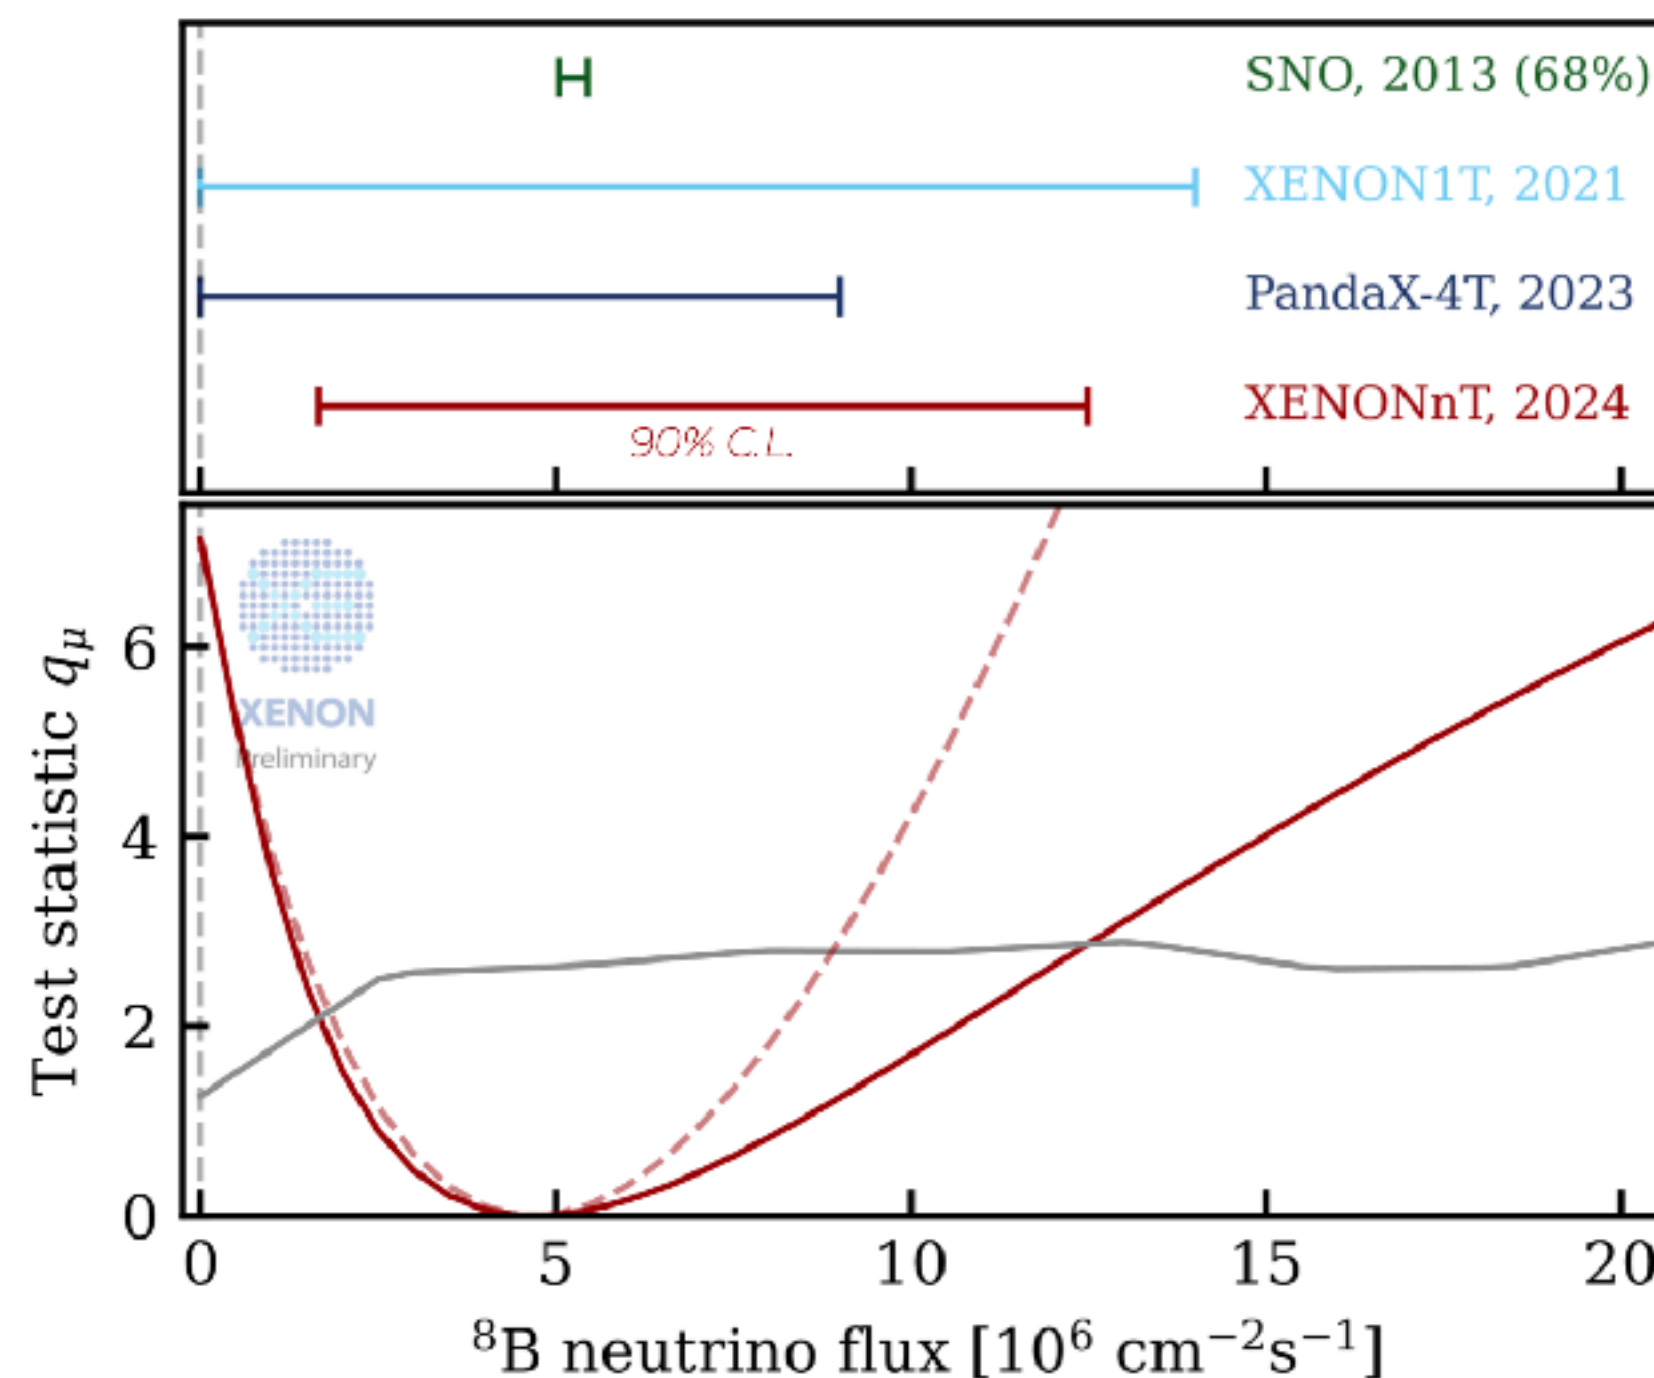 SNO, 2013 (68%)
XENON1T, 2021
PandaX-4T, 2023
XENONnT, 2024
90% C.L.
XENON
Preliminary
Test statistic qμ
6
4
2
0
0 5 10 15 20
⁸B neutrino flux [10⁶ cm⁻²s⁻¹]